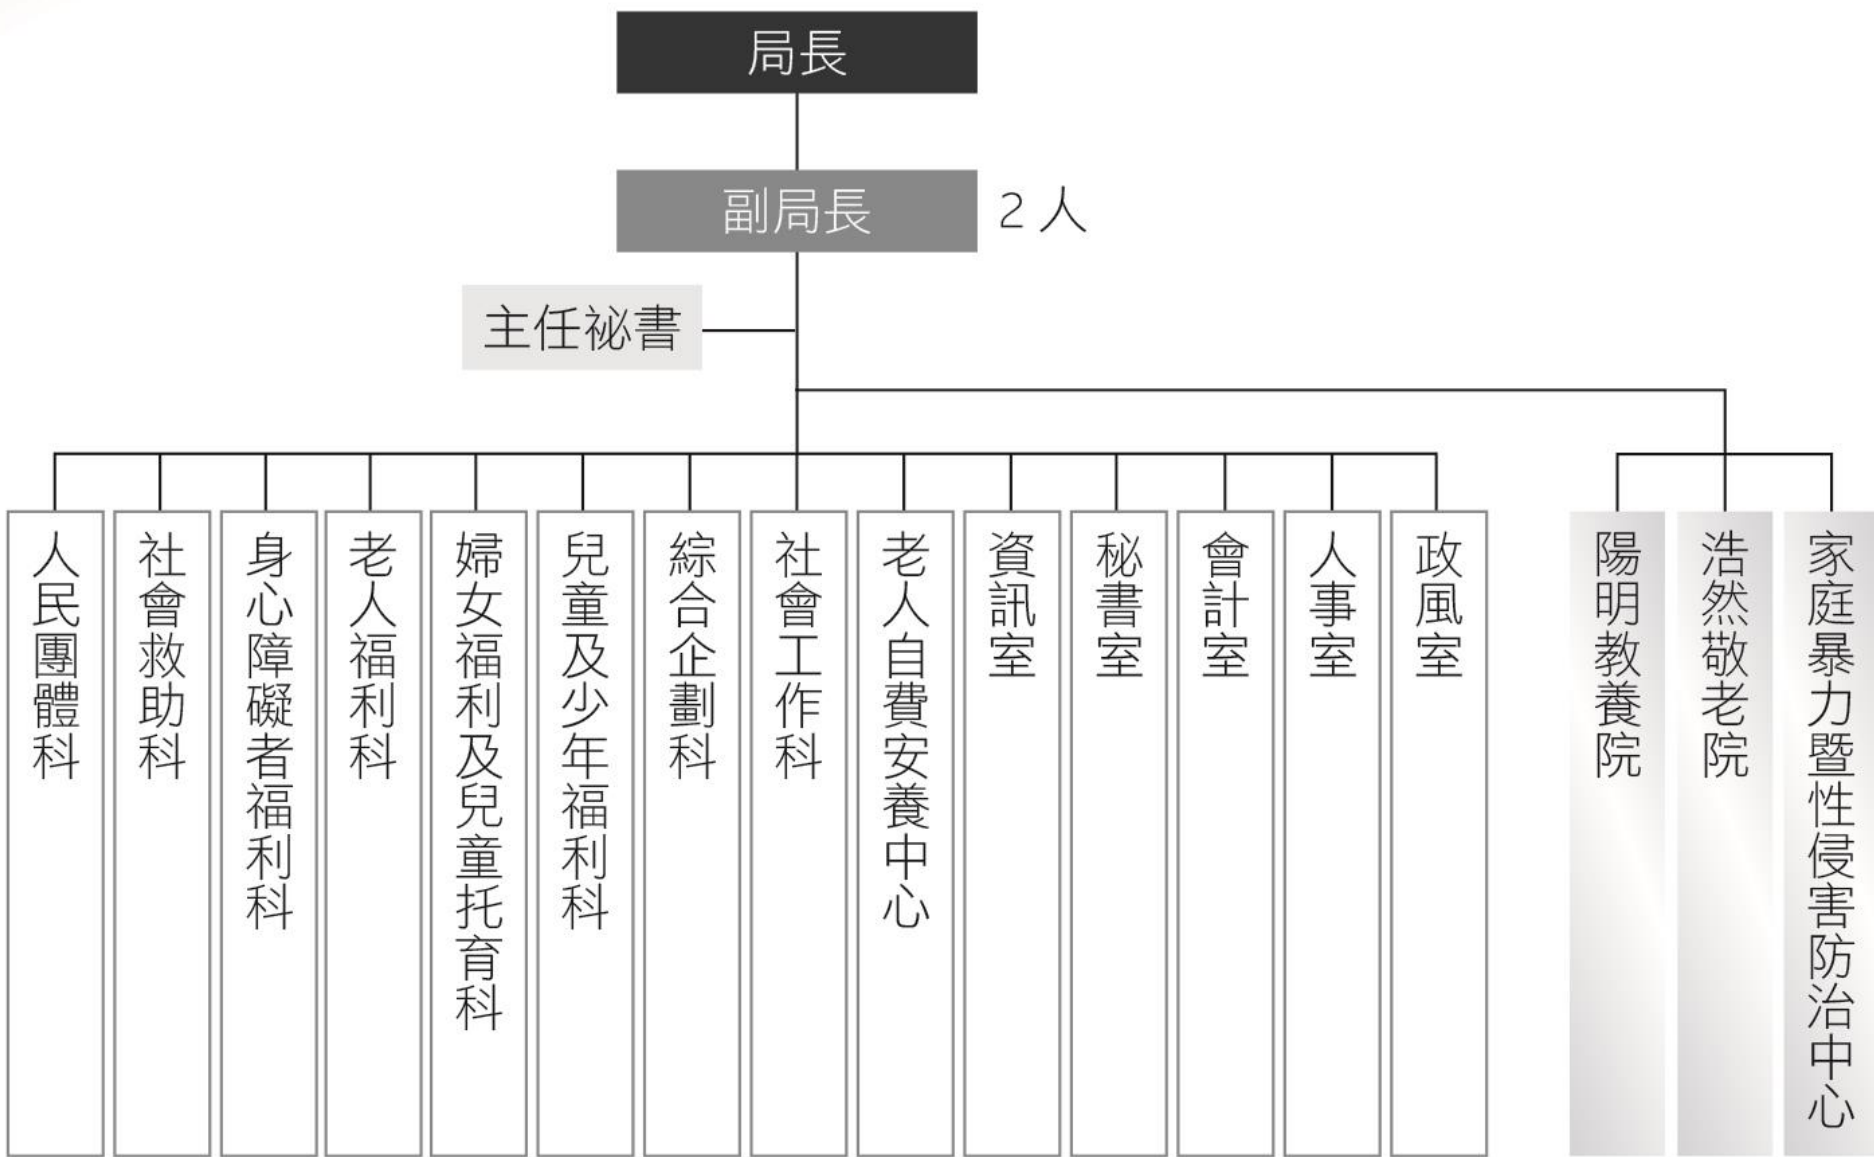 局長
副局長
2人
主任祕書
人民團體科
社會救助科
身心障礙者福利科
老人福利科
婦女福利及兒童托育科
兒童及少年福利科
綜合企劃科
社會工作科
老人自費安養中心
資訊室
秘書室
會計室
人事室
政風室
陽明教養院
浩然敬老院
家庭暴力暨性侵害防治中心